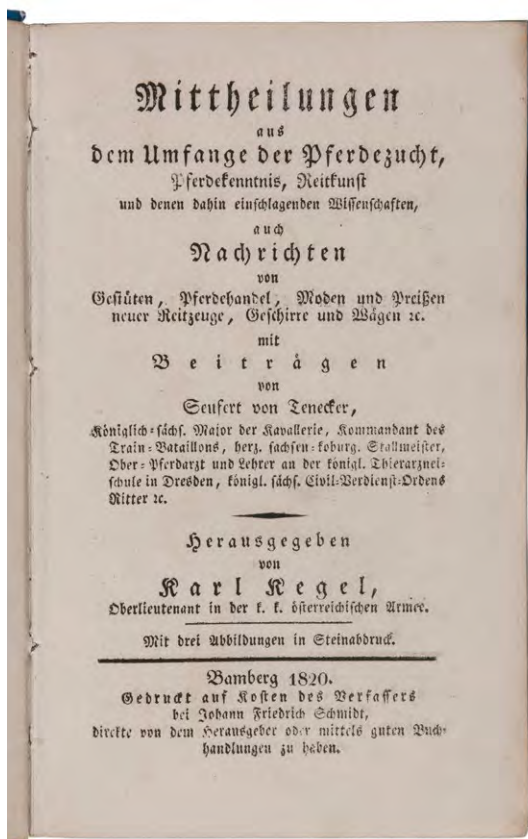 Mittheilungen
aus
dem Umfange der Pferdezucht,
Pferdekenntnis, Reitkunst
und denen dahin einschlagenden Wissenschaften,
auch
Nachrichten
von
Gestüten, Pferdehandel, Moden und Preißen
neuer Reitzeuge, Geschirre und Wägen ꝛc.
mit
Beiträgen
von
Seufert von Tenecker,
Königlich-sächs. Major der Kavallerie, Kommandant des
Train-Bataillons, herz. sachsen-koburg. Stallmeister,
Ober-Pferdarzt und Lehrer an der königl. Thierarznei-
schule in Dresden, königl. sächs. Civil-Verdienst-Ordens
Ritter ꝛc.
Herausgegeben
von
Karl Kegel,
Oberlieutenant in der k. k. österreichischen Armee.
Mit drei Abbildungen in Steinabdruck.
Bamberg 1820.
Gedruckt auf Kosten des Verfassers
bei Johann Friedrich Schmidt,
direkte von dem Herausgeber oder mittels guten Buch-
handlungen zu haben.